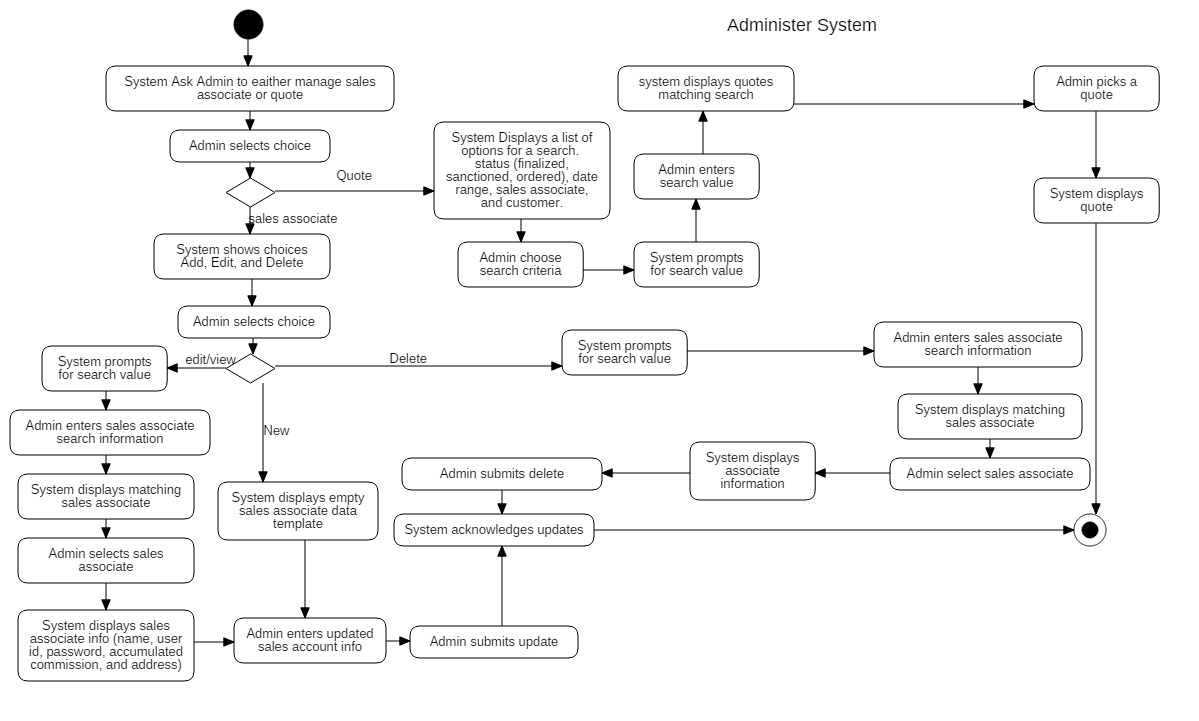 Administer System
System Ask Admin to eaither manage sales
associate or quote
Admin selects choice
Quote
sales associate
System Displays a list of
options for a search.
status (finalized,
sanctioned, ordered), date
range, sales associate,
and customer.
Admin choose
search criteria
System prompts
for search value
Admin enters
search value
system displays quotes
matching search
Admin picks a
quote
System displays
quote
System shows choices
Add, Edit, and Delete
Admin selects choice
edit/view
Delete
New
System prompts
for search value
Admin enters sales associate
search information
System displays matching
sales associate
Admin selects sales
associate
System displays sales
associate info (name, user
id, password, accumulated
commission, and address)
System displays empty
sales associate data
template
Admin enters updated
sales account info
Admin submits update
System prompts
for search value
Admin enters sales associate
search information
System displays matching
sales associate
Admin select sales associate
System displays
associate
information
Admin submits delete
System acknowledges updates